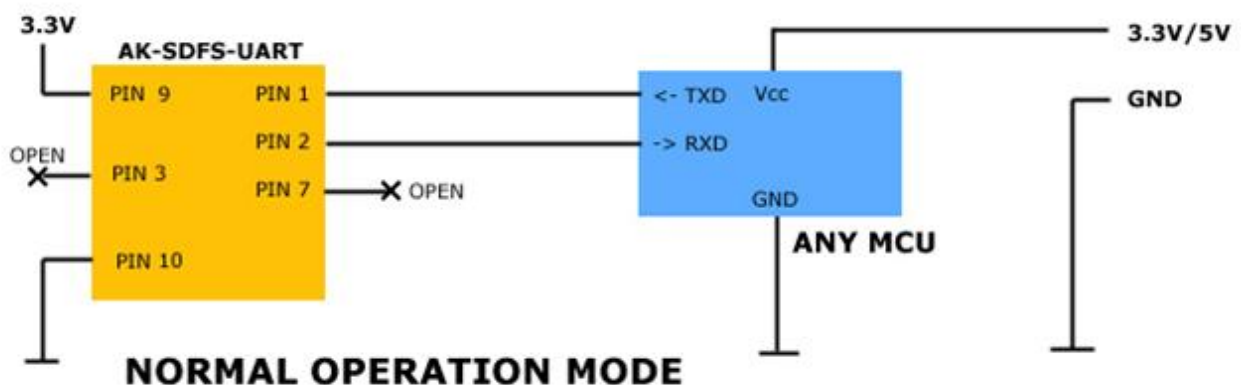 3.3V
AK-SDFS-UART
PIN 9
PIN 1
<- TXD
Vcc
3.3V/5V
GND
PIN 2
-> RXD
OPEN
PIN 3
PIN 7
OPEN
GND
ANY MCU
PIN 10
NORMAL OPERATION MODE